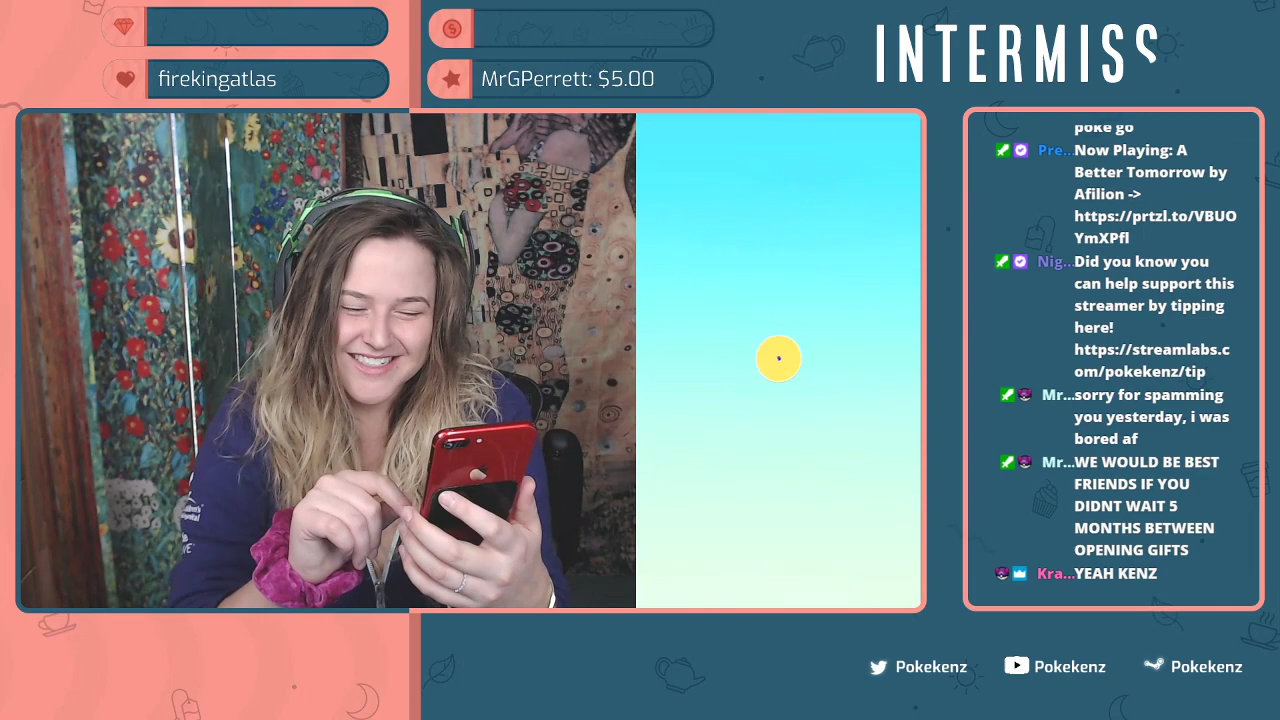 firekingatlas
MrGPerrett: $5.00
INTERMISS
poke go
Pre...Now Playing: A
Better Tomorrow by
Afilion ->
https://prtzl.to/VBUO
YmXPfl
Nig...Did you know you
can help support this
streamer by tipping
here!
https://streamlabs.c
om/pokekenz/tip
Mr...sorry for spamming
you yesterday, i was
bored af
Mr...WE WOULD BE BEST
FRIENDS IF YOU
DIDNT WAIT 5
MONTHS BETWEEN
OPENING GIFTS
Kra...YEAH KENZ
Pokekenz
Pokekenz
Pokekenz